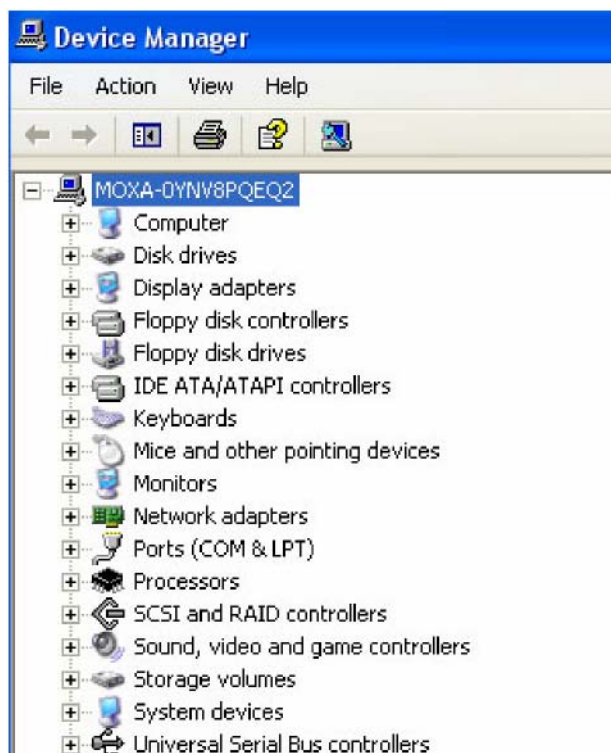 Device Manager
File Action View Help
MOXA-0YNV8PQEQ2
Computer
Disk drives
Display adapters
Floppy disk controllers
Floppy disk drives
IDE ATA/ATAPI controllers
Keyboards
Mice and other pointing devices
Monitors
Network adapters
Ports (COM & LPT)
Processors
SCSI and RAID controllers
Sound, video and game controllers
Storage volumes
System devices
Universal Serial Bus controllers